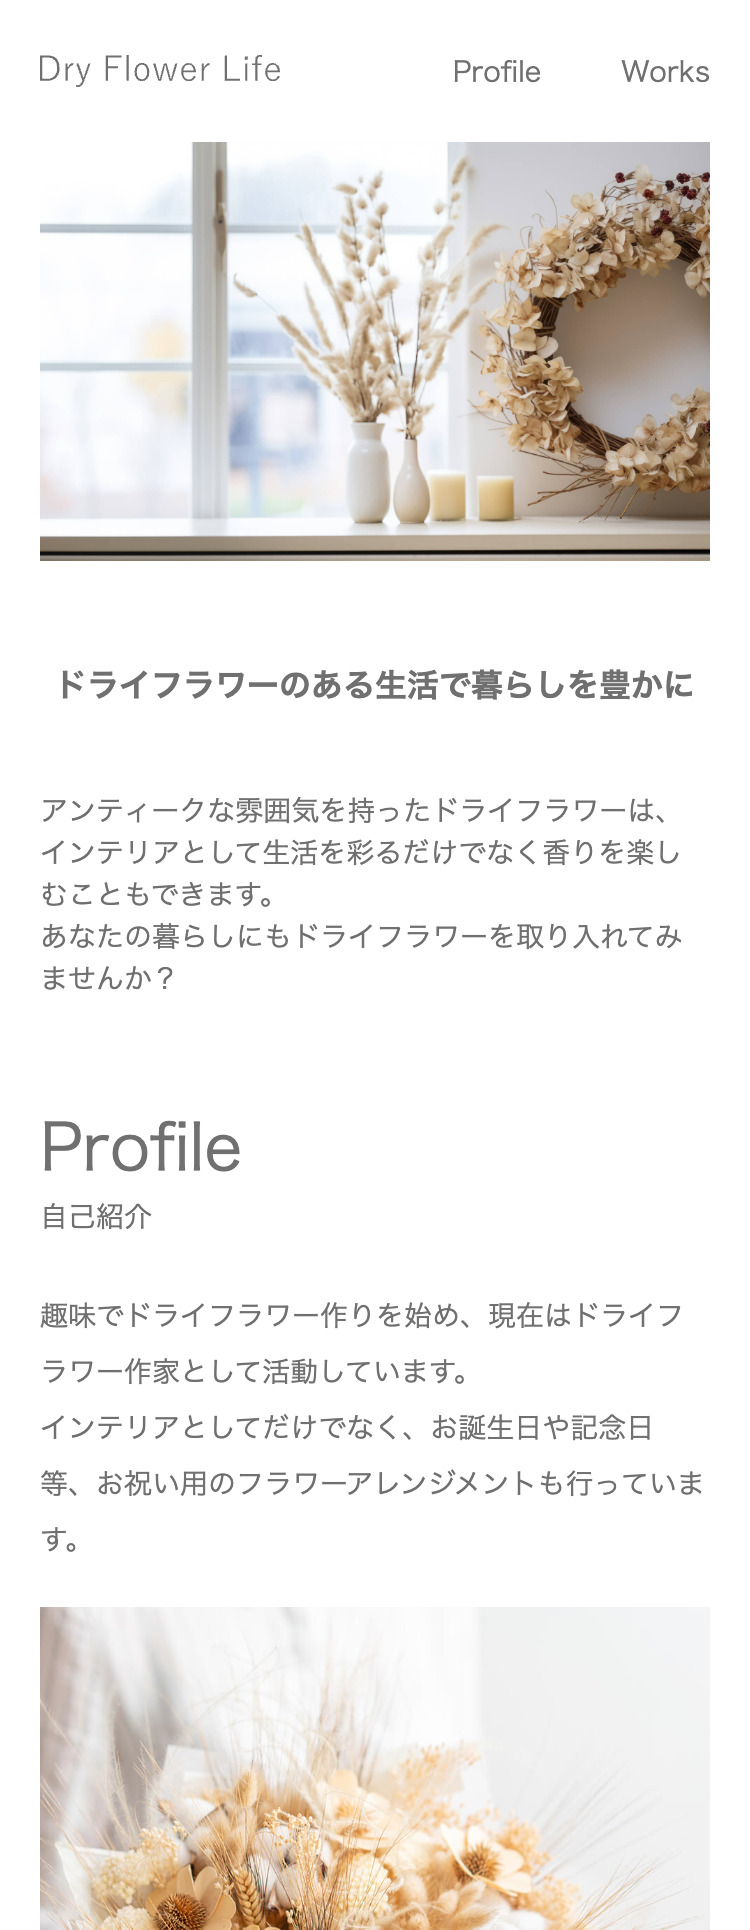 Dry Flower Life
Profile
Works
ドライフラワーのある生活で暮らしを豊かに
アンティークな雰囲気を持ったドライフラワーは、
インテリアとして生活を彩るだけでなく香りを楽し
むこともできます。
あなたの暮らしにもドライフラワーを取り入れてみ
ませんか？
Profile
自己紹介
趣味でドライフラワー作りを始め、現在はドライフ
ラワー作家として活動しています。
インテリアとしてだけでなく、お誕生日や記念日
等、お祝い用のフラワーアレンジメントも行っていま
す。